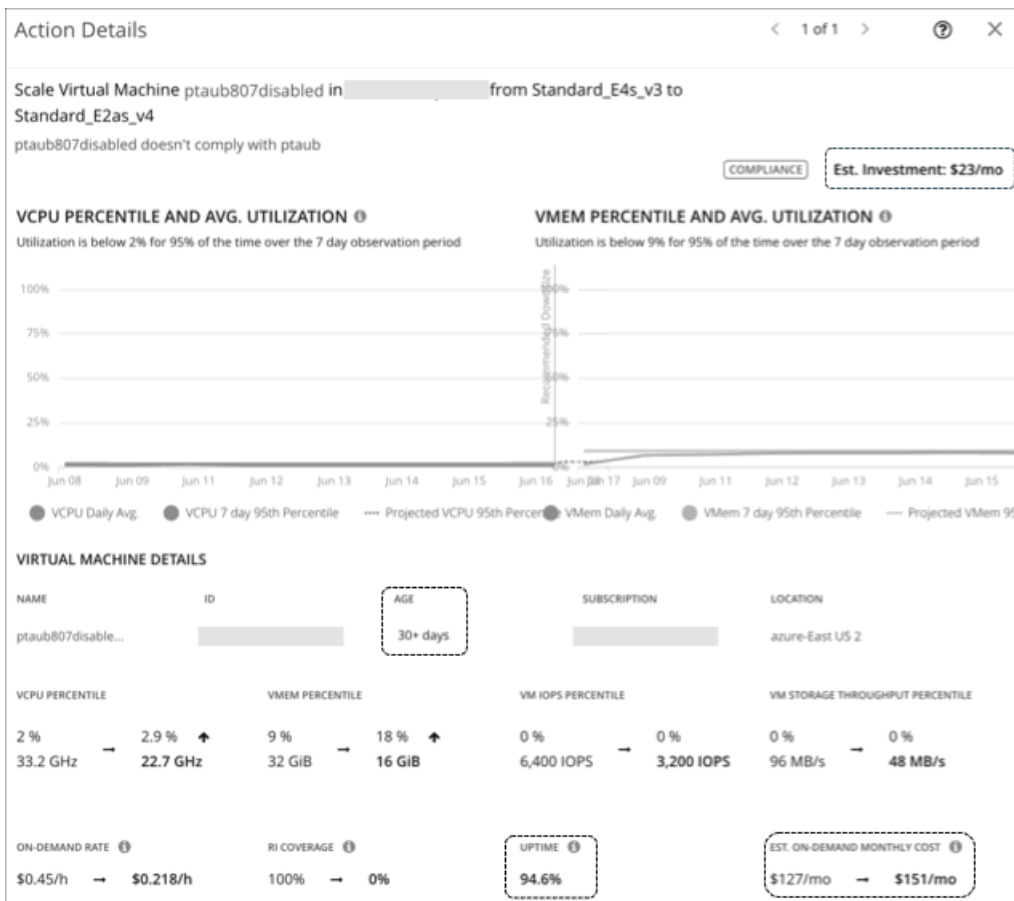 Action Details
1 of 1
Scale Virtual Machine ptaub807disabled in from Standard_E4s_v3 to
Standard_E2as_v4
ptaub807disabled doesn't comply with ptaub
COMPLIANCE
Est. Investment: $23/mo
VCPU PERCENTILE AND AVG. UTILIZATION
Utilization is below 2% for 95% of the time over the 7 day observation period
100%
75%
50%
25%
0%
Jun 08 Jun 09 Jun 11 Jun 12 Jun 13 Jun 14 Jun 15 Jun 16 Jun 17
Recommended Downsize
VCPU Daily Avg. VCPU 7 day 95th Percentile Projected VCPU 95th
VMEM PERCENTILE AND AVG. UTILIZATION
Utilization is below 9% for 95% of the time over the 7 day observation period
100%
75%
50%
25%
0%
Jun 09 Jun 11 Jun 12 Jun 13 Jun 14 Jun 15
VMem Daily Avg. VMem 7 day 95th Percentile Projected VMem
VIRTUAL MACHINE DETAILS
NAME ID AGE SUBSCRIPTION LOCATION
ptaub807disable... 30+ days azure-East US 2
VCPU PERCENTILE VMEM PERCENTILE VM IOPS PERCENTILE VM STORAGE THROUGHPUT PERCENTILE
2 % → 2.9 % ↑ 9 % → 18 % ↑ 0 % → 0 % 0 % → 0 %
33.2 GHz 22.7 GHz 32 GiB 16 GiB 6,400 IOPS 3,200 IOPS 96 MB/s 48 MB/s
ON-DEMAND RATE RI COVERAGE UPTIME EST. ON-DEMAND MONTHLY COST
$0.45/h → $0.218/h 100% → 0% 94.6% $127/mo → $151/mo